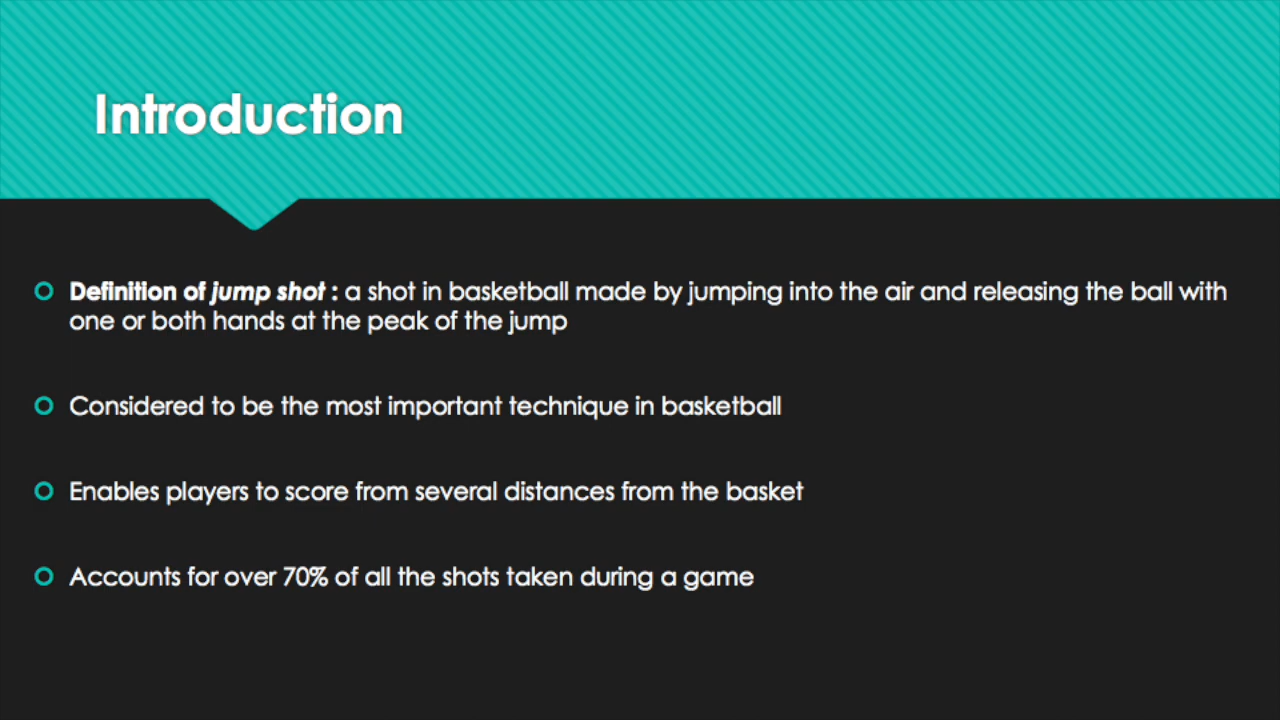 Introduction
Definition of jump shot : a shot in basketball made by jumping into the air and releasing the ball with
one or both hands at the peak of the jump
Considered to be the most important technique in basketball
Enables players to score from several distances from the basket
Accounts for over 70% of all the shots taken during a game